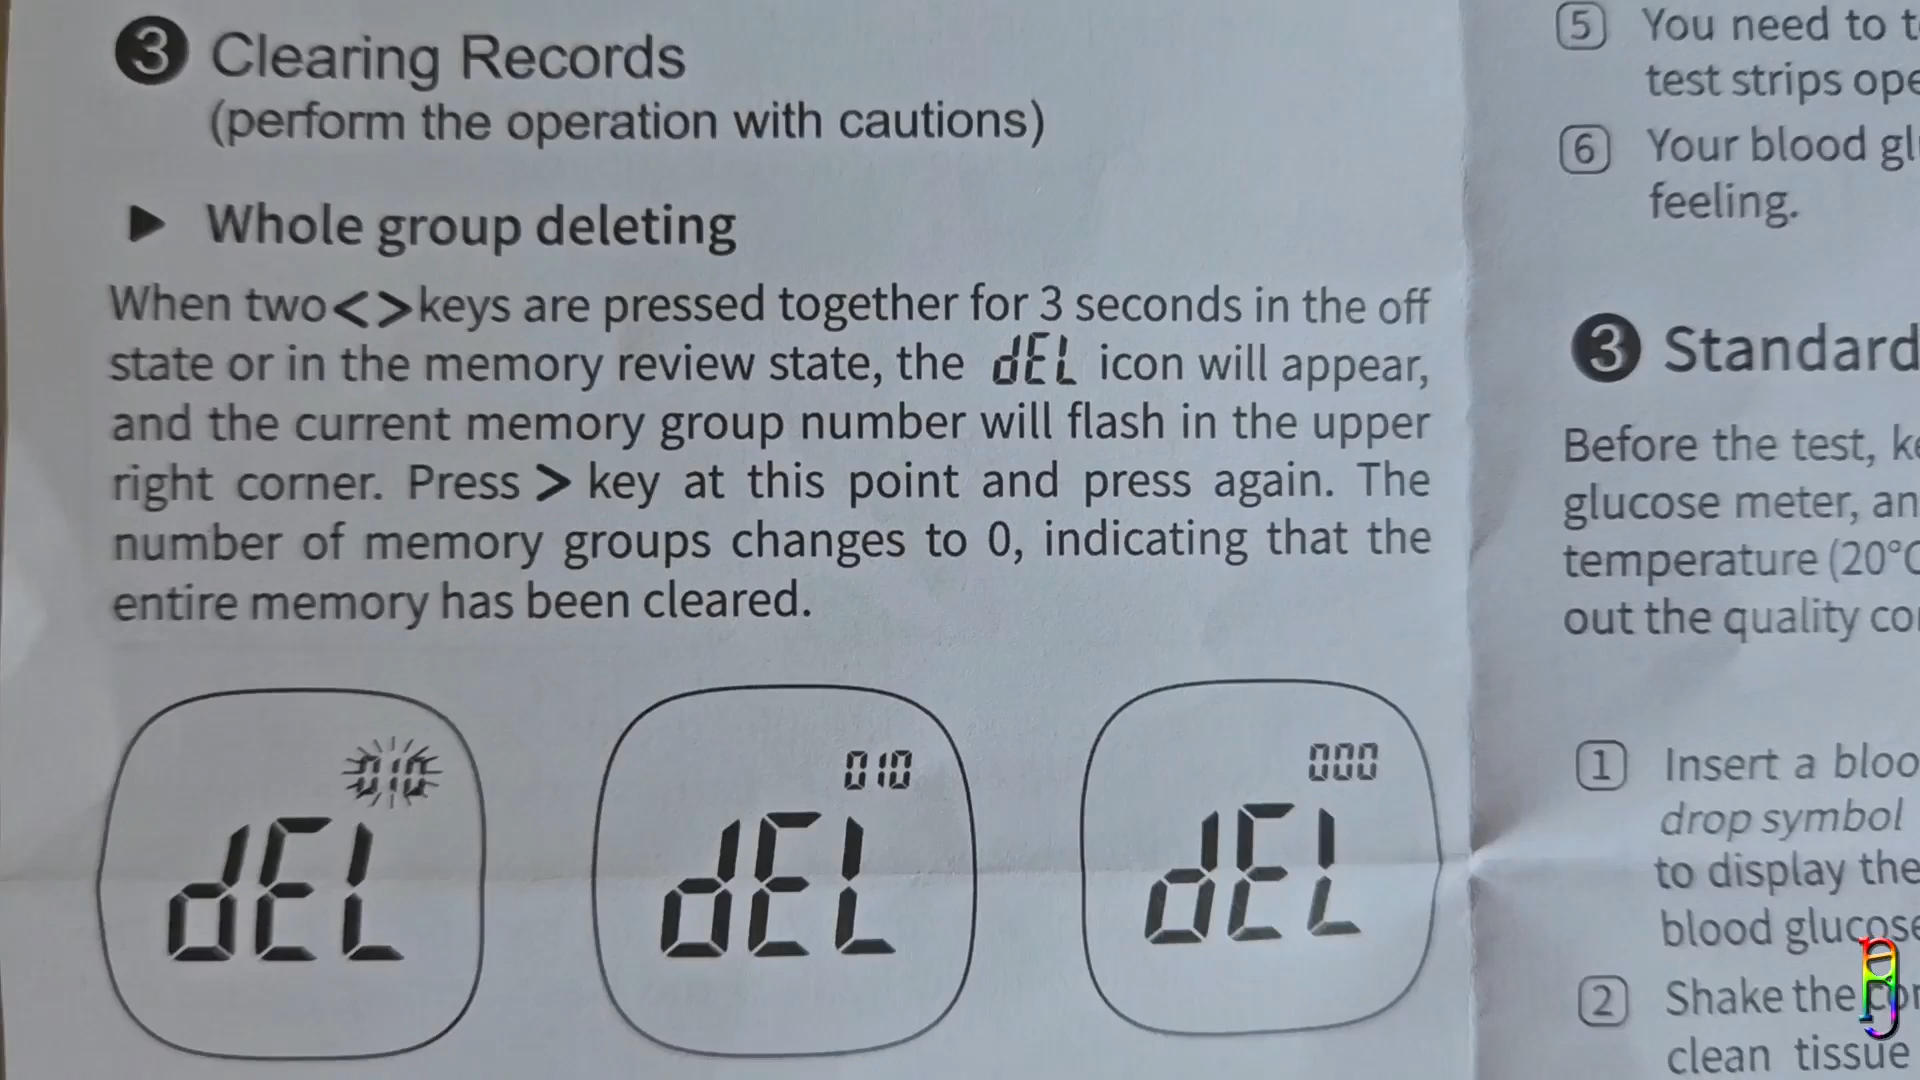 3 Clearing Records
(perform the operation with cautions)
▶ Whole group deleting
When two < > keys are pressed together for 3 seconds in the off
state or in the memory review state, the dEL icon will appear,
and the current memory group number will flash in the upper
right corner. Press > key at this point and press again. The
number of memory groups changes to 0, indicating that the
entire memory has been cleared.
010
dEL
010
dEL
000
dEL
5 You need to
test strips
6 Your blood
feeling.
3 Standard
Before the test,
glucose meter,
temperature (20°C
out the quality
1 Insert a
drop symbol
to display the
blood glucose
2 Shake the
clean tissue